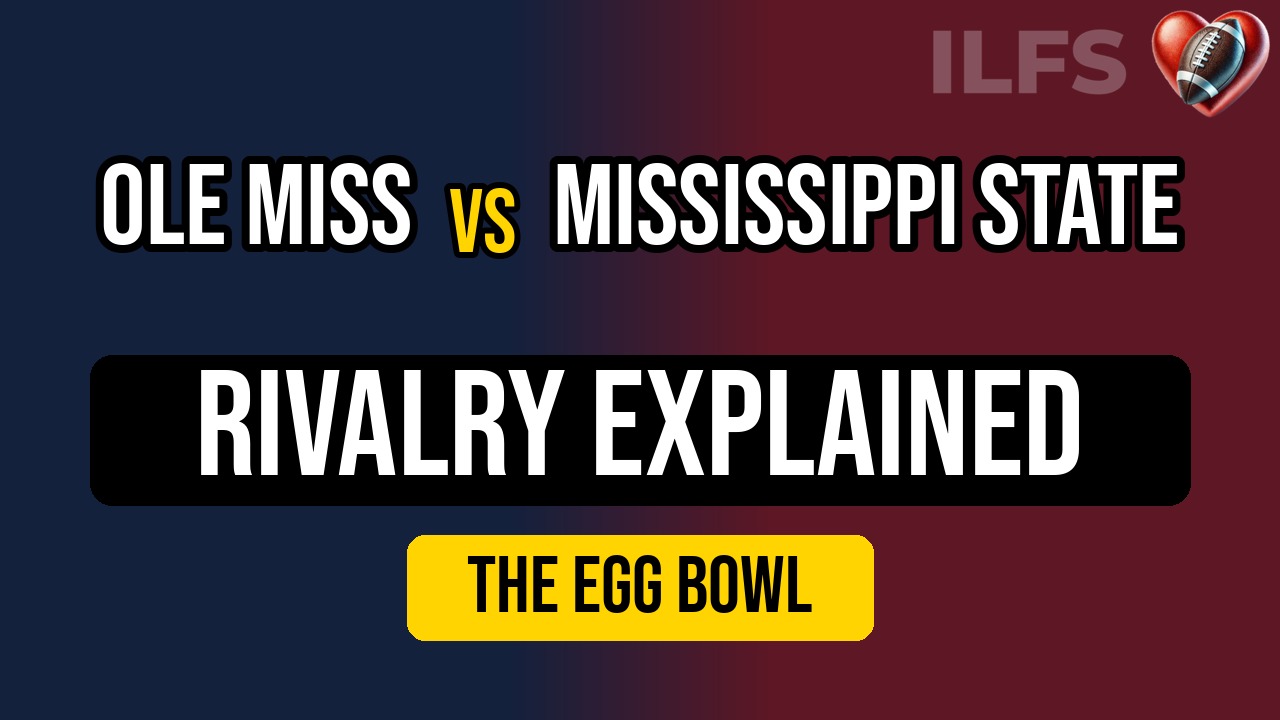 ILFS
OLE MISS VS MISSISSIPPI STATE
RIVALRY EXPLAINED
THE EGG BOWL